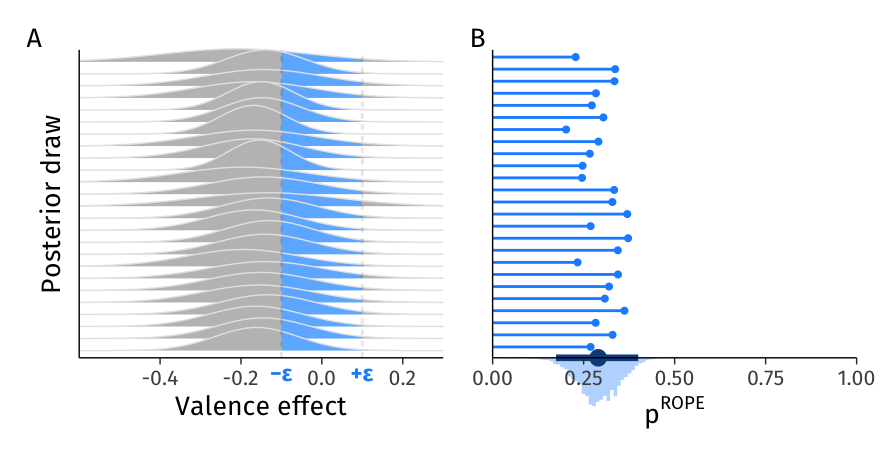 A
B
Posterior draw
-0.4
-0.2
−ε
0.0
+ε
0.2
Valence effect
0.00
0.25
0.50
0.75
1.00
pROPE